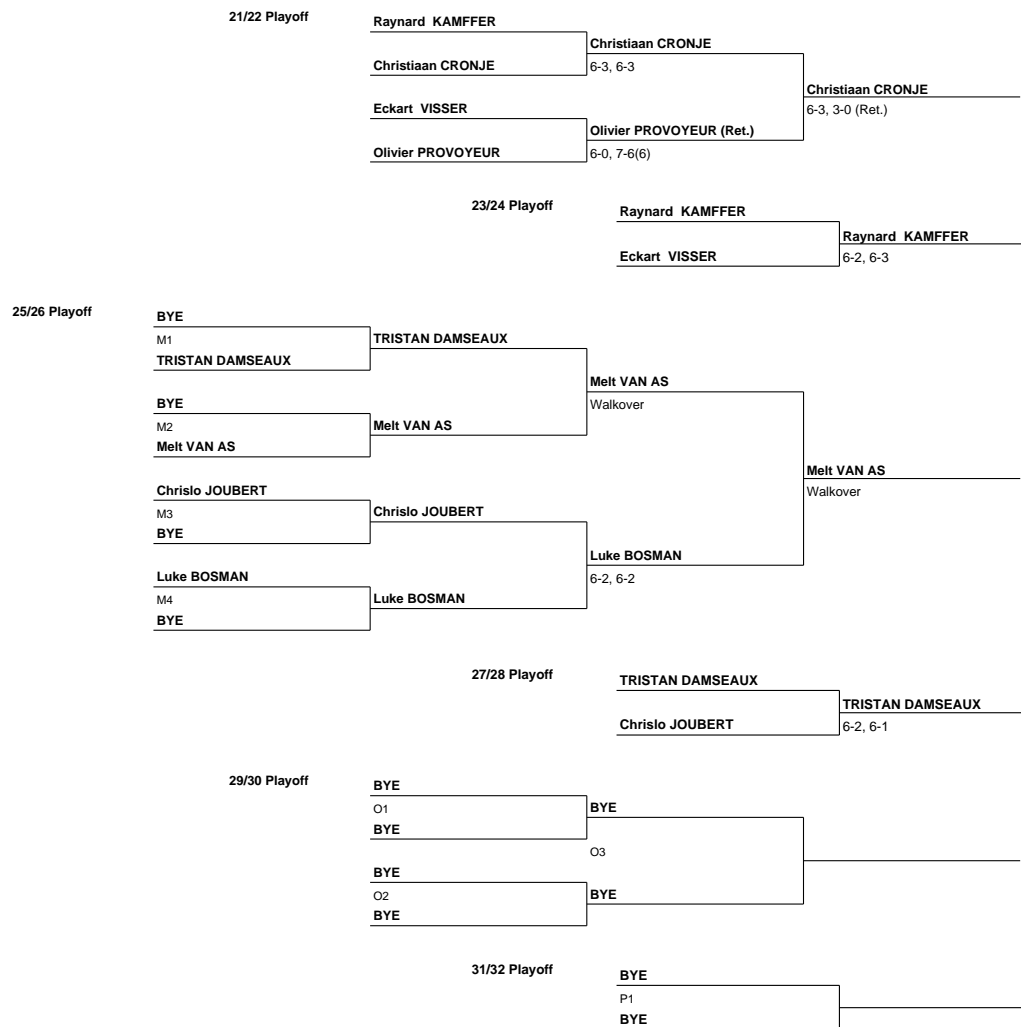 21/22 Playoff
Raynard KAMFFER
Christiaan CRONJE
Christiaan CRONJE
6-3, 6-3
Christiaan CRONJE
6-3, 3-0 (Ret.)
Eckart VISSER
Olivier PROVOYEUR (Ret.)
Olivier PROVOYEUR
6-0, 7-6(6)
23/24 Playoff
Raynard KAMFFER
Raynard KAMFFER
Eckart VISSER
6-2, 6-3
25/26 Playoff
BYE
M1
TRISTAN DAMSEAUX
TRISTAN DAMSEAUX
Melt VAN AS
Walkover
BYE
M2
Melt VAN AS
Melt VAN AS
Melt VAN AS
Walkover
Chrislo JOUBERT
M3
Chrislo JOUBERT
BYE
Luke BOSMAN
6-2, 6-2
Luke BOSMAN
M4
Luke BOSMAN
BYE
27/28 Playoff
TRISTAN DAMSEAUX
TRISTAN DAMSEAUX
Chrislo JOUBERT
6-2, 6-1
29/30 Playoff
BYE
O1
BYE
BYE
O3
BYE
O2
BYE
BYE
31/32 Playoff
BYE
P1
BYE